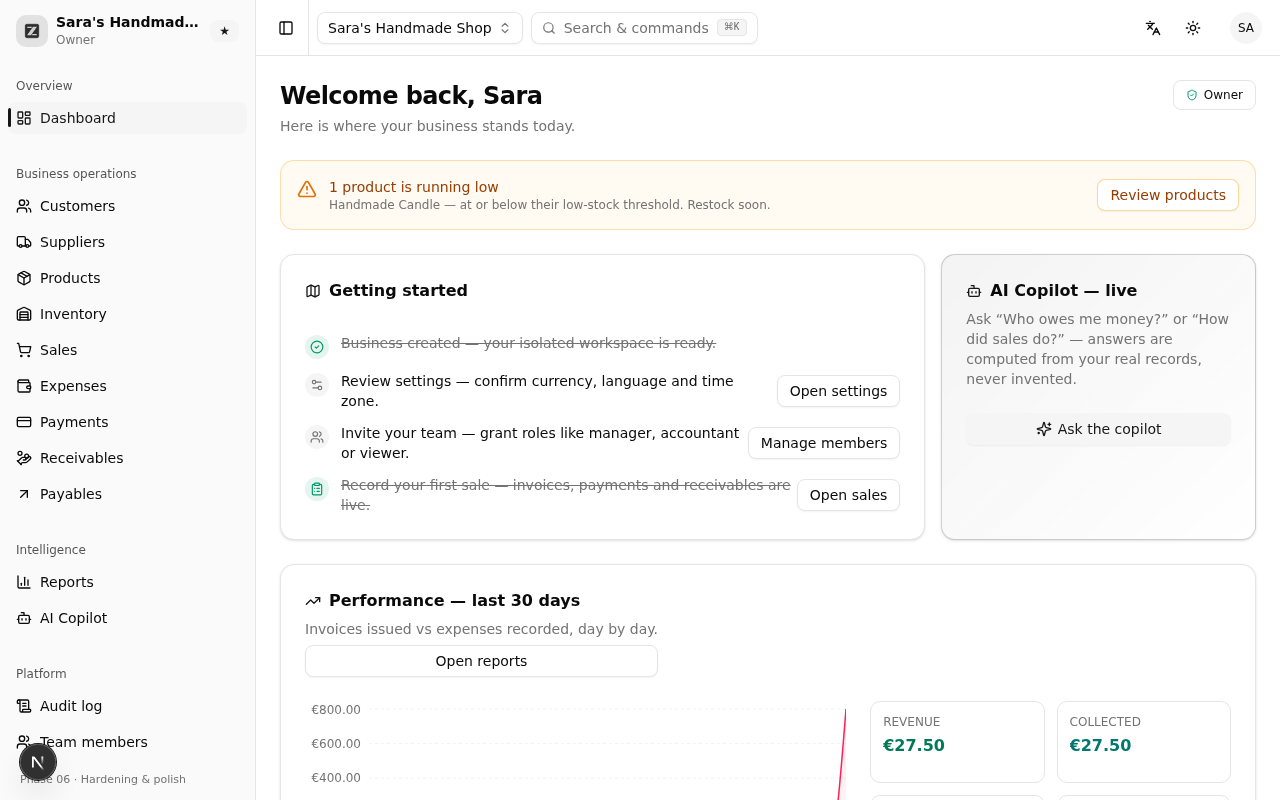 Sara's Handmad...
Owner
★
Sara's Handmade Shop
Search & commands
⌘K
SA
Overview
Dashboard
Business operations
Customers
Suppliers
Products
Inventory
Sales
Expenses
Payments
Receivables
Payables
Intelligence
Reports
AI Copilot
Platform
Audit log
Team members
Phase 06 · Hardening & polish
N
Welcome back, Sara
Here is where your business stands today.
Owner
1 product is running low
Handmade Candle — at or below their low-stock threshold. Restock soon.
Review products
Getting started
Business created — your isolated workspace is ready.
Review settings — confirm currency, language and time
zone.
Open settings
Invite your team — grant roles like manager, accountant
or viewer.
Manage members
Record your first sale — invoices, payments and receivables are
live.
Open sales
AI Copilot — live
Ask “Who owes me money?” or “How
did sales do?” — answers are
computed from your real records,
never invented.
Ask the copilot
Performance — last 30 days
Invoices issued vs expenses recorded, day by day.
Open reports
€800.00
€600.00
€400.00
REVENUE
€27.50
COLLECTED
€27.50